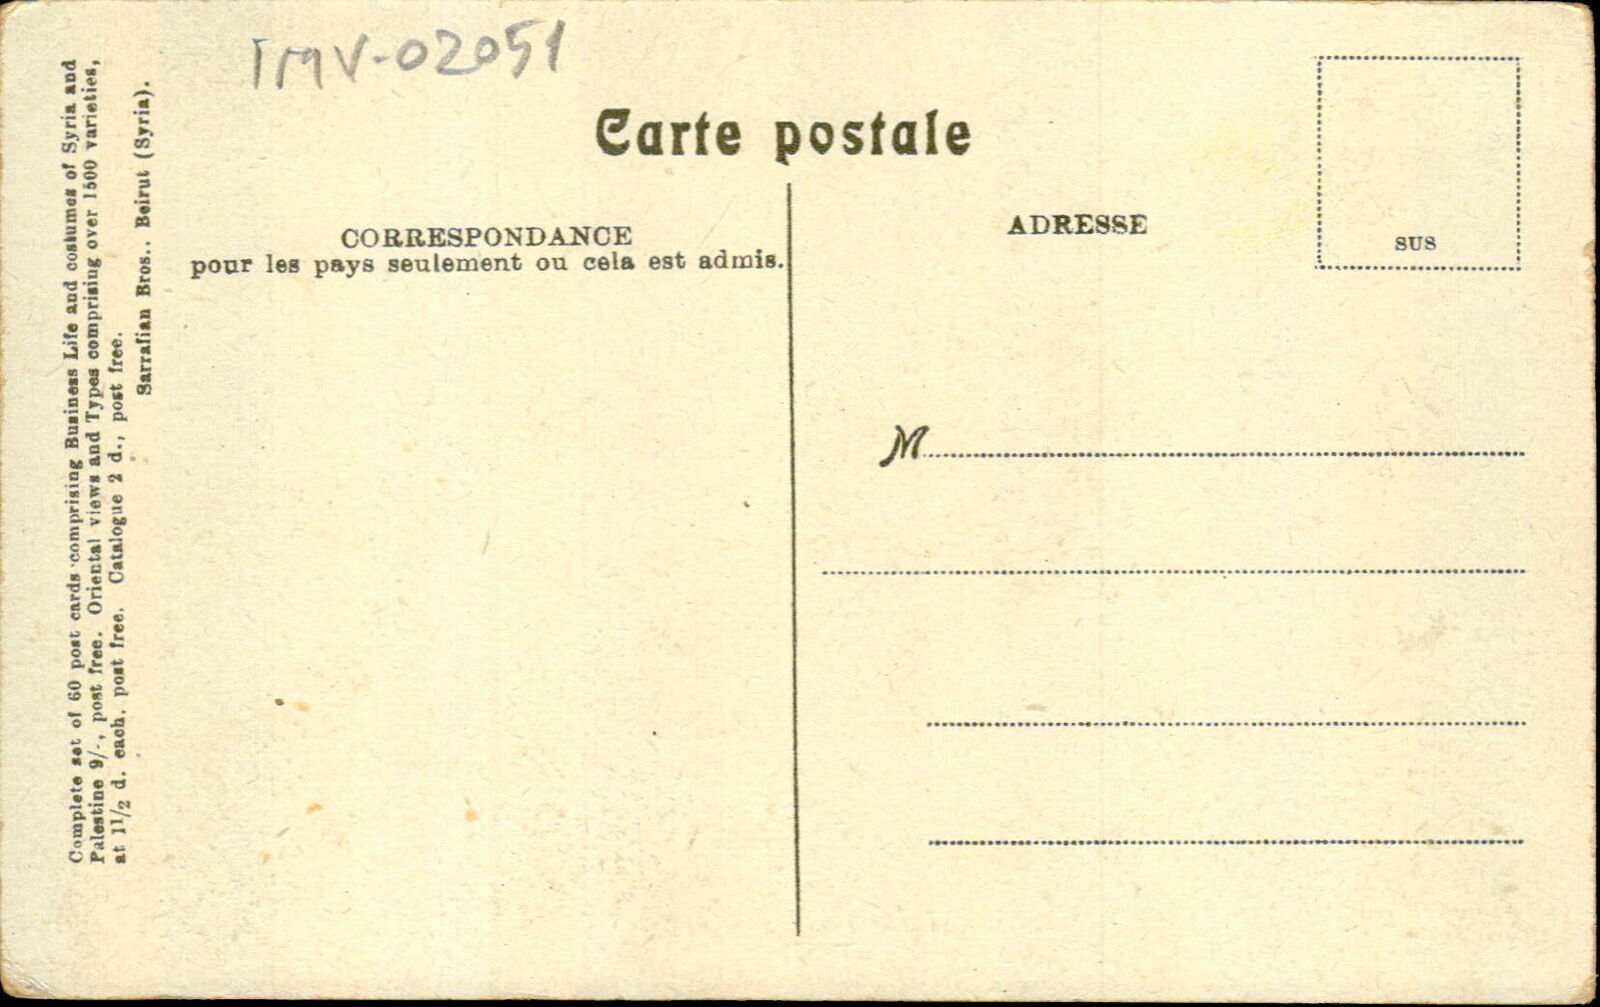 TMV-02051
Carte postale
CORRESPONDANCE
pour les pays seulement ou cela est admis.
ADRESSE
SUS
M
Complete set of 60 post cards comprising Business Life and costumes of Syria and
Palestine 9/-, post free. Oriental views and Types comprising over 1500 varieties,
at 1 1/2 d. each, post free. Catalogue 2 d., post free.
Sarrafian Bros.. Beirut (Syria).